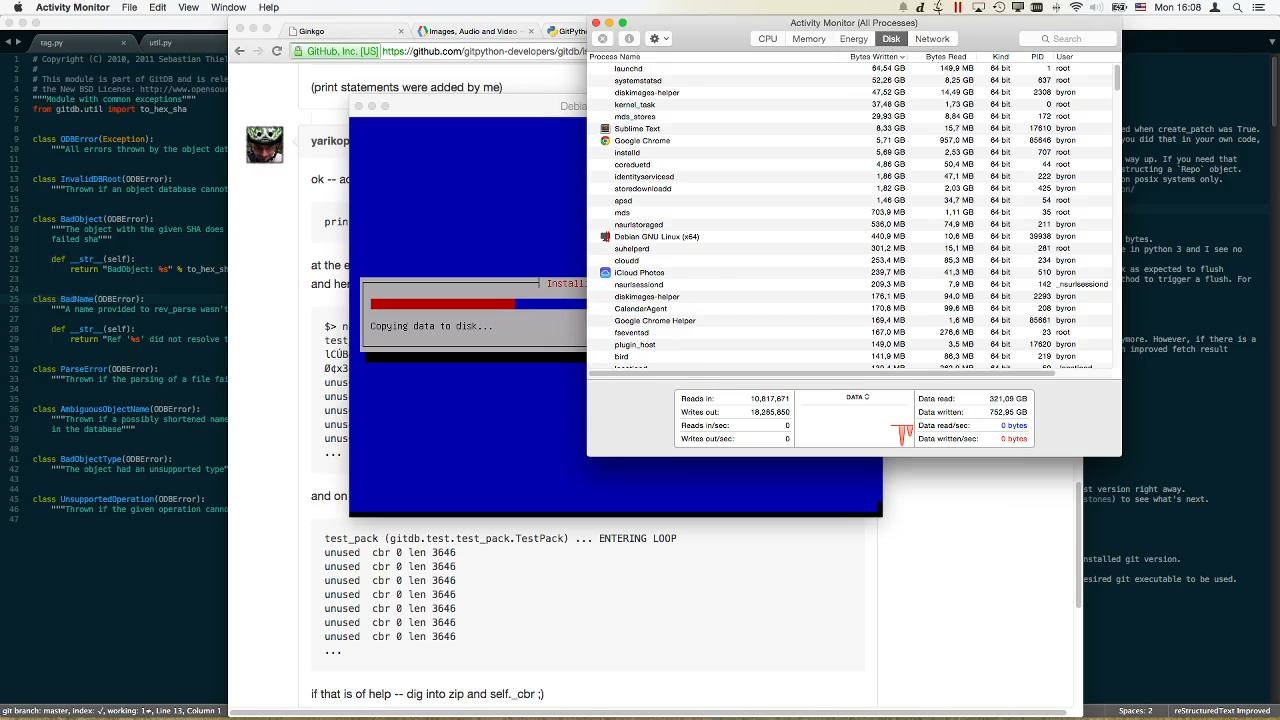 Activity Monitor File Edit View Window Help
Mon 16:08
tag.py
util.py
1 # Copyright (C) 2010, 2011 Sebastian Thiel
2 #
3 # This module is part of GitDB and is rele
4 # the New BSD License: http://www.opensour
5 """Module with common exceptions"""
6 from gitdb.util import to_hex_sha
class ODBError(Exception):
"""All errors thrown by the object dat
class InvalidDBRoot(ODBError):
"""Thrown if an object database cannot
class BadObject(ODBError):
"""The object with the given SHA does
failed sha"""
def __str__(self):
return "BadObject: %s" % to_hex_sh
class BadName(ODBError):
"""A name provided to rev_parse wasn't
def __str__(self):
return "Ref '%s' did not resolve t
class ParseError(ODBError):
"""Thrown if the parsing of a file fai
class AmbiguousObjectName(ODBError):
"""Thrown if a possibly shortened name
in the database"""
class BadObjectType(ODBError):
"""The object had an unsupported type"
class UnsupportedOperation(ODBError):
"""Thrown if the given operation canno
git branch: master, index: √, working: 1≠, Line 13, Column 1
Ginkgo
Images, Audio and Video
GitPython
GitHub, Inc. [US] https://github.com/gitpython-developers/gitdb/is
(print statements were added by me)
yarikop
ok -- ad
prin
at the e
and her
$> n
test
unus
unus
unus
unus
...
and on
test_pack (gitdb.test.test_pack.TestPack) ... ENTERING LOOP
unused cbr 0 len 3646
unused cbr 0 len 3646
unused cbr 0 len 3646
unused cbr 0 len 3646
unused cbr 0 len 3646
unused cbr 0 len 3646
unused cbr 0 len 3646
...
if that is of help -- dig into zip and self._cbr ;)
Debia
Install
Copying data to disk...
Activity Monitor (All Processes)
CPU Memory Energy Disk Network
Search
Process Name Bytes Written Bytes Read Kind PID User
launchd 64,54 GB 149,9 MB 64 bit 1 root
systemstatsd 52,26 GB 8,25 GB 64 bit 637 root
diskimages-helper 47,52 GB 14,49 GB 64 bit 2308 byron
kernel_task 37,48 GB 1,73 GB 64 bit 0 root
mds_stores 29,93 GB 8,84 GB 64 bit 172 root
Sublime Text 8,33 GB 15,7 MB 64 bit 17610 byron
Google Chrome 5,71 GB 957,0 MB 64 bit 85646 byron
installd 5,69 GB 1,97 GB 64 bit 707 root
coreduetd 4,86 GB 50,4 MB 64 bit 44 root
identityservicesd 1,86 GB 47,1 MB 64 bit 222 byron
storedownloadd 1,82 GB 2,03 GB 64 bit 425 byron
apsd 1,46 GB 34,7 MB 64 bit 54 root
mds 703,9 MB 1,11 GB 64 bit 35 root
nsurlstoraged 536,0 MB 74,9 MB 64 bit 211 byron
Debian GNU Linux (x64) 440,9 MB 10,6 MB 64 bit 39938 byron
suhelperd 301,2 MB 15,1 MB 64 bit 281 root
cloudd 253,4 MB 85,3 MB 64 bit 234 byron
iCloud Photos 239,7 MB 41,3 MB 64 bit 510 byron
nsurlsessiond 209,3 MB 7,9 MB 64 bit 142 _nsurlsessiond
diskimages-helper 176,1 MB 94,0 MB 64 bit 2293 byron
CalendarAgent 170,8 MB 99,6 MB 64 bit 208 byron
Google Chrome Helper 169,4 MB 1,6 MB 64 bit 85661 byron
fseventsd 167,0 MB 276,6 MB 64 bit 23 root
plugin_host 149,0 MB 3,5 MB 64 bit 17620 byron
bird 141,9 MB 86,3 MB 64 bit 219 byron
Reads in: 10,817,671
Writes out: 18,285,850
Reads in/sec: 0
Writes out/sec: 0
DATA
Data read: 321,09 GB
Data written: 752,95 GB
Data read/sec: 0 bytes
Data written/sec: 0 bytes
ed when create_patch was True.
you did that in your own code,
way up. If you need that
structing a `Repo` object.
on posix systems only.
bytes.
e in python 3 and I see no
k as expected to flush
thod to trigger a flush. For
ymore. However, if there is a
n improved fetch result
st version right away.
stones) to see what's next.
nstalled git version.
esired git executable to be used.
Spaces: 2
reStructuredText Improved